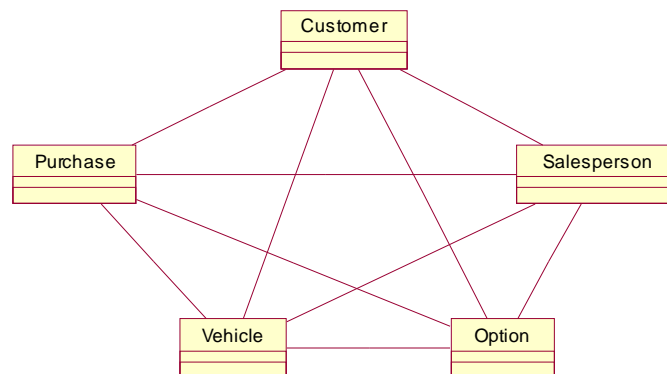 Customer
Purchase
Salesperson
Vehicle
Option